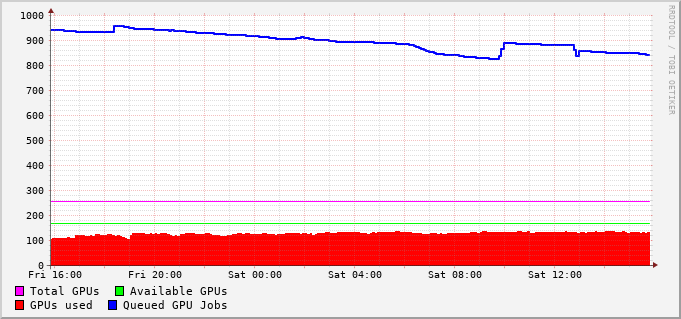 1000
900
800
700
600
500
400
300
200
100
0
Fri 16:00 Fri 20:00 Sat 00:00 Sat 04:00 Sat 08:00 Sat 12:00
Total GPUs Available GPUs
GPUs used Queued GPU Jobs
RRDTOOL / TOBI OETIKER